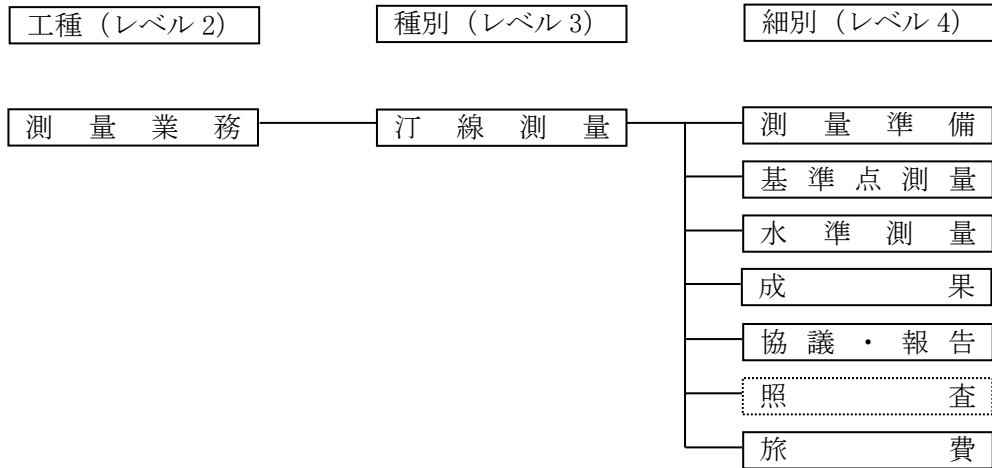 工種（レベル2） 種別（レベル3） 細別（レベル4）
測量業務 汀線測量 測量準備
基準点測量
水準測量
成果
協議・報告
照査
旅費